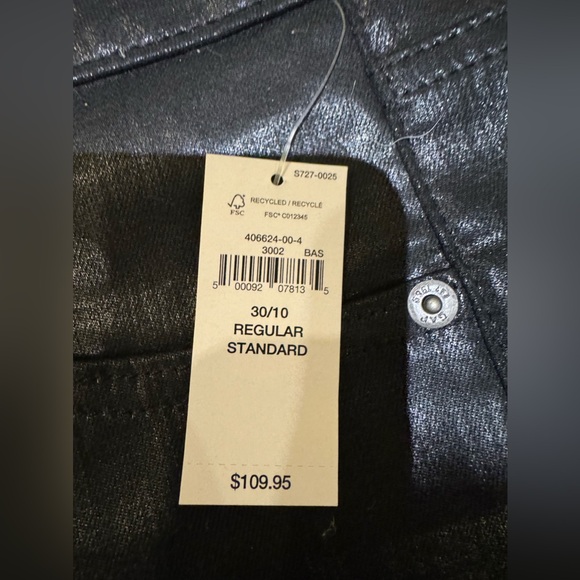 S727-0025
RECYCLED / RECYCLÉ
FSC
FSC® C012345
406624-00-4
3002 BAS
5 00092 07813 5
30/10
REGULAR
STANDARD
$109.95
GAP